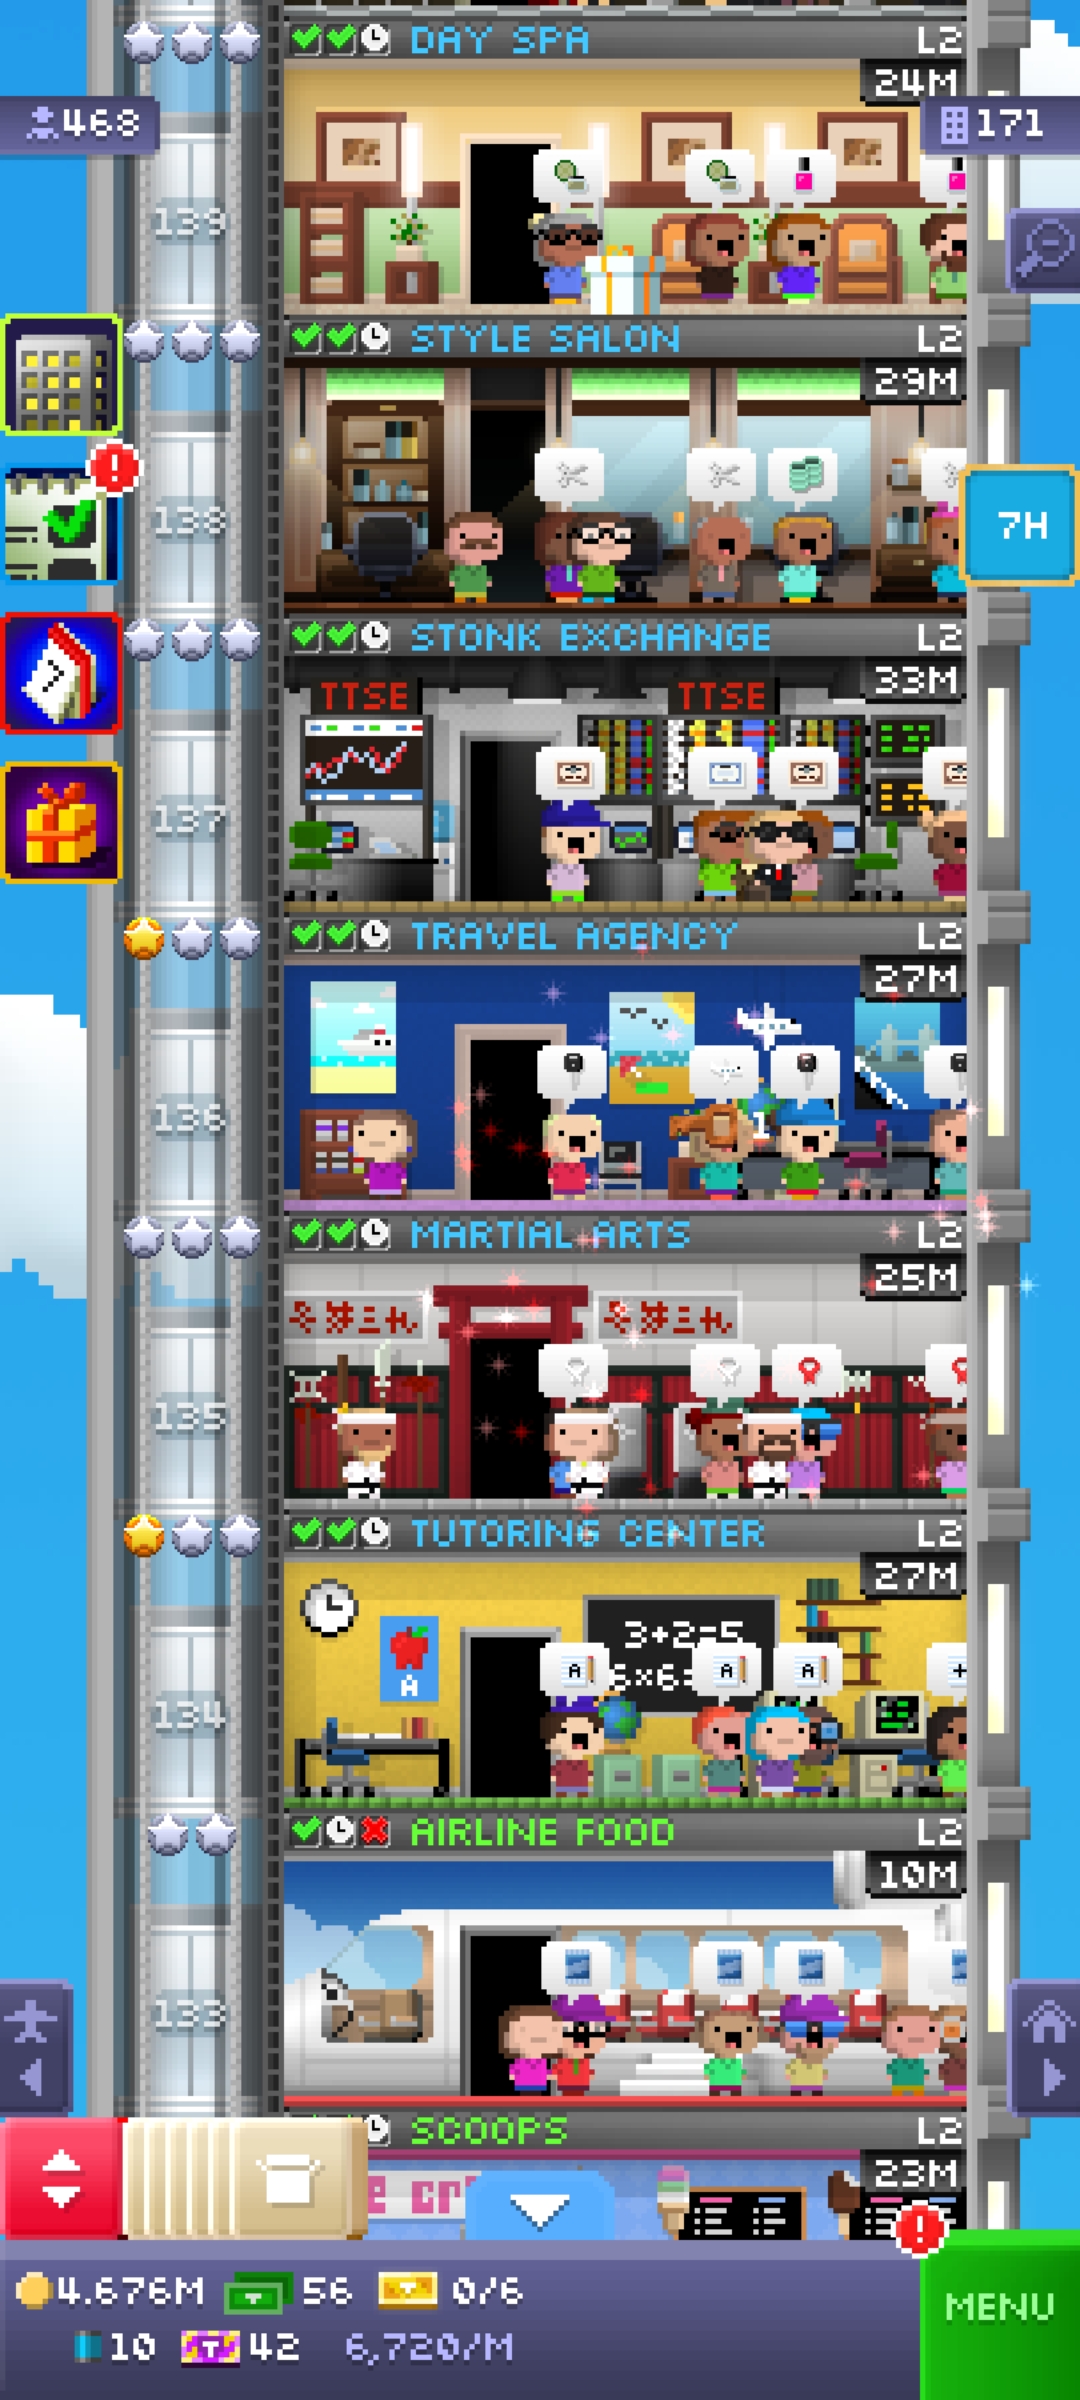 DAY SPA L2
24M
468
171
139
STYLE SALON L2
29M
7H
138
STONK EXCHANGE L2
33M
TTSE TTSE
137
TRAVEL AGENCY L2
27M
136
MARTIAL ARTS L2
25M
135
TUTORING CENTER L2
27M
3+2=5
6×6
A
A A A +
134
AIRLINE FOOD L2
10M
133
SCOOPS L2
23M
4.676M 56 0/6
MENU
10 T 42 6,720/M